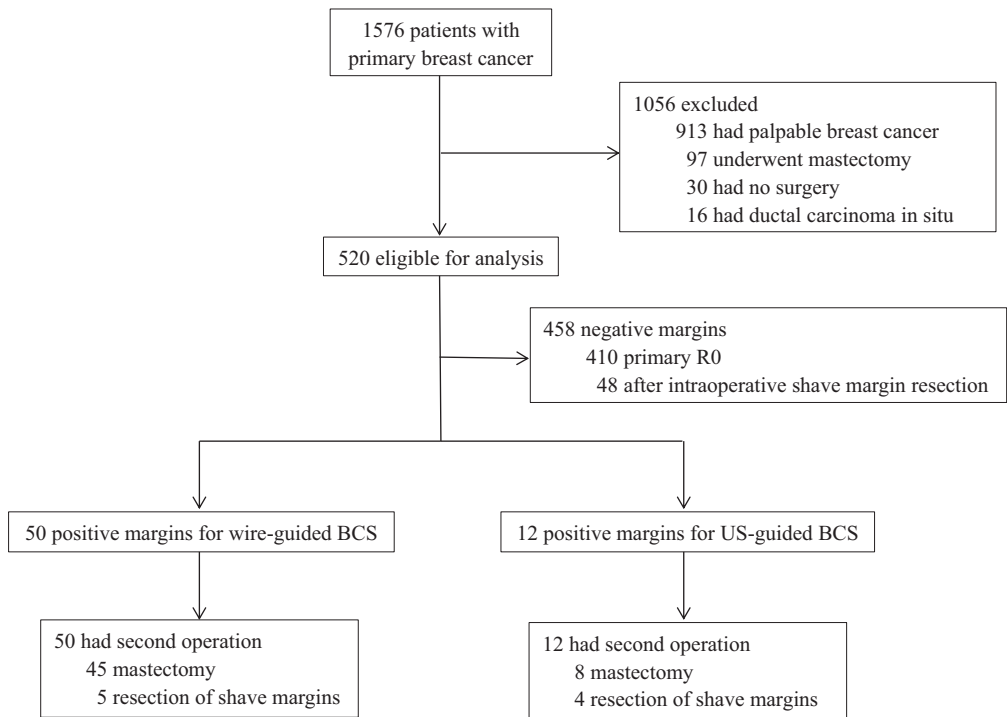 1576 patients with
primary breast cancer
1056 excluded
913 had palpable breast cancer
97 underwent mastectomy
30 had no surgery
16 had ductal carcinoma in situ
520 eligible for analysis
458 negative margins
410 primary R0
48 after intraoperative shave margin resection
50 positive margins for wire-guided BCS
12 positive margins for US-guided BCS
50 had second operation
45 mastectomy
5 resection of shave margins
12 had second operation
8 mastectomy
4 resection of shave margins